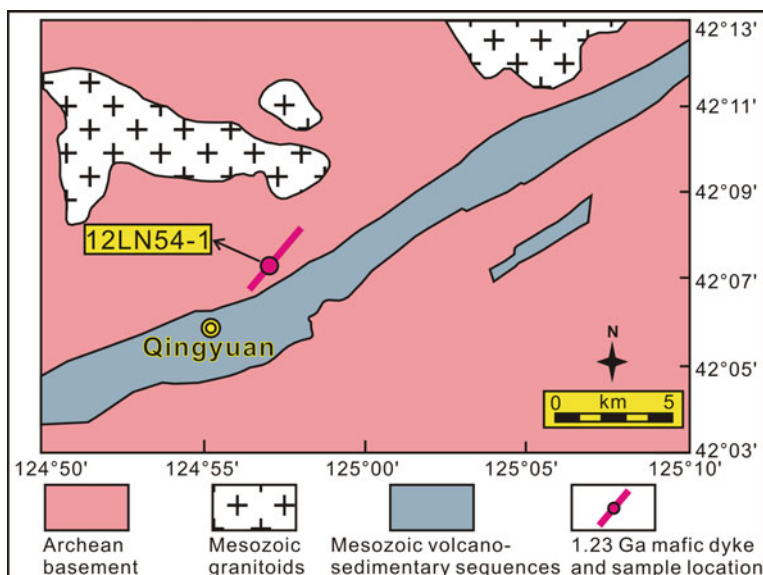 42°13'
42°11'
42°09'
12LN54-1
42°07'
Qingyuan
N
42°05'
0 km 5
42°03'
124°50' 124°55' 125°00' 125°05' 125°10'
Archean
basement
Mesozoic
granitoids
Mesozoic volcano-
sedimentary sequences
1.23 Ga mafic dyke
and sample location